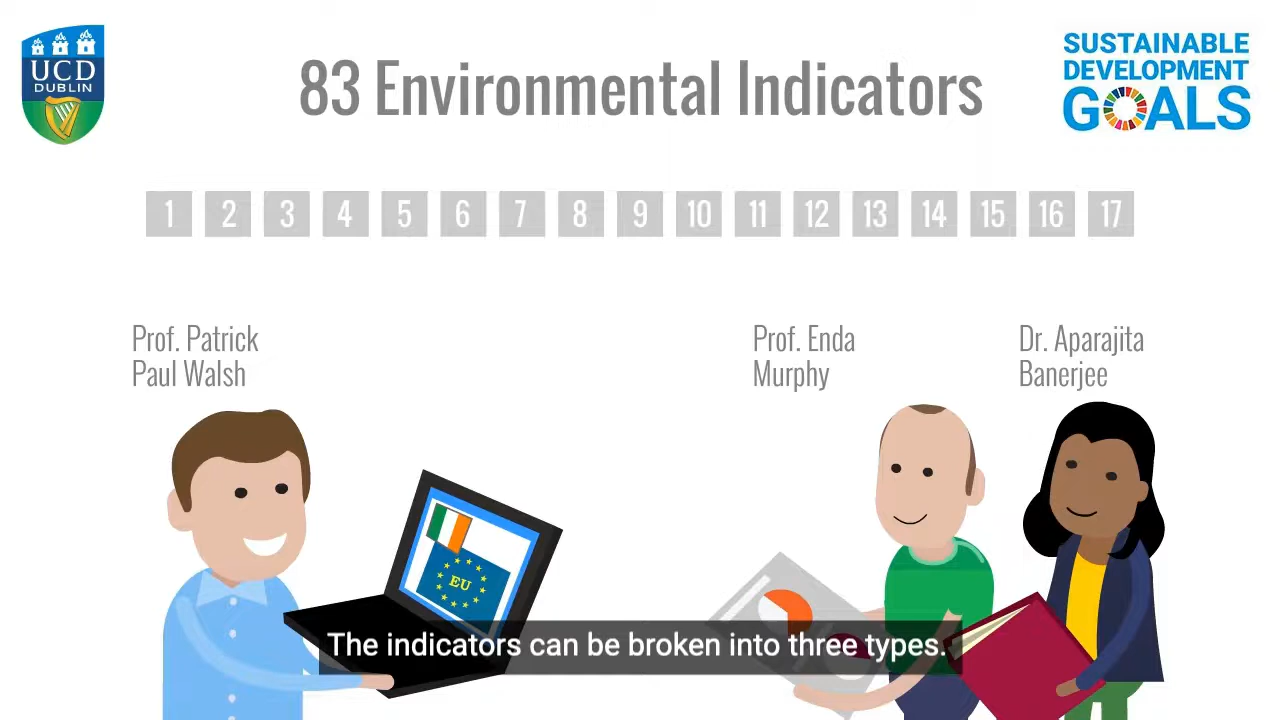 UCD
DUBLIN
83 Environmental Indicators
SUSTAINABLE
DEVELOPMENT
GOALS
1 2 3 4 5 6 7 8 9 10 11 12 13 14 15 16 17
Prof. Patrick
Paul Walsh
Prof. Enda
Murphy
Dr. Aparajita
Banerjee
EU
The indicators can be broken into three types.